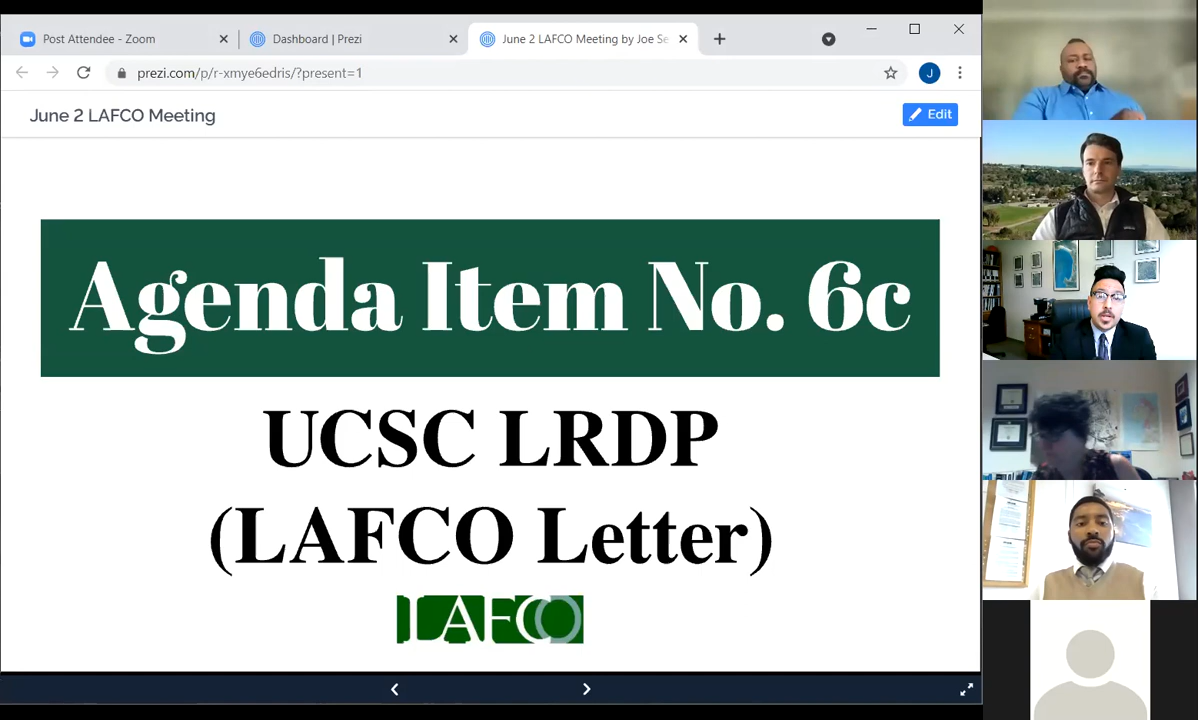 Post Attendee - Zoom
Dashboard | Prezi
June 2 LAFCO Meeting by Joe Se
prezi.com/p/r-xmye6edris/?present=1
J
June 2 LAFCO Meeting
Edit
Agenda Item No. 6c
UCSC LRDP
(LAFCO Letter)
LAFCO